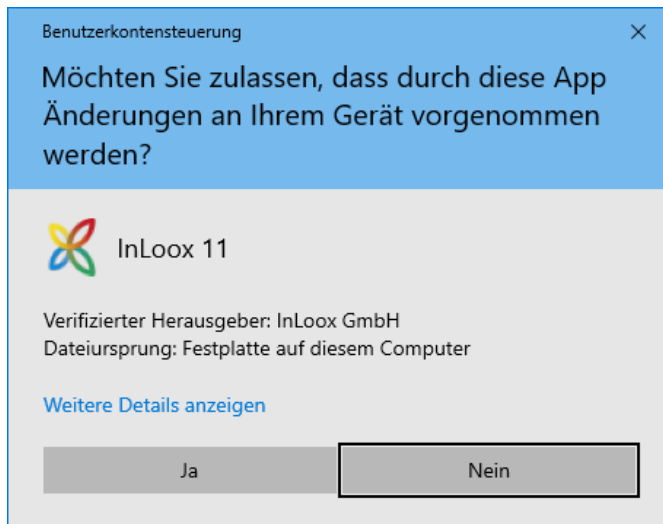 Benutzerkontensteuerung
Möchten Sie zulassen, dass durch diese App
Änderungen an Ihrem Gerät vorgenommen
werden?
InLoox 11
Verifizierter Herausgeber: InLoox GmbH
Dateiursprung: Festplatte auf diesem Computer
Weitere Details anzeigen
Ja
Nein